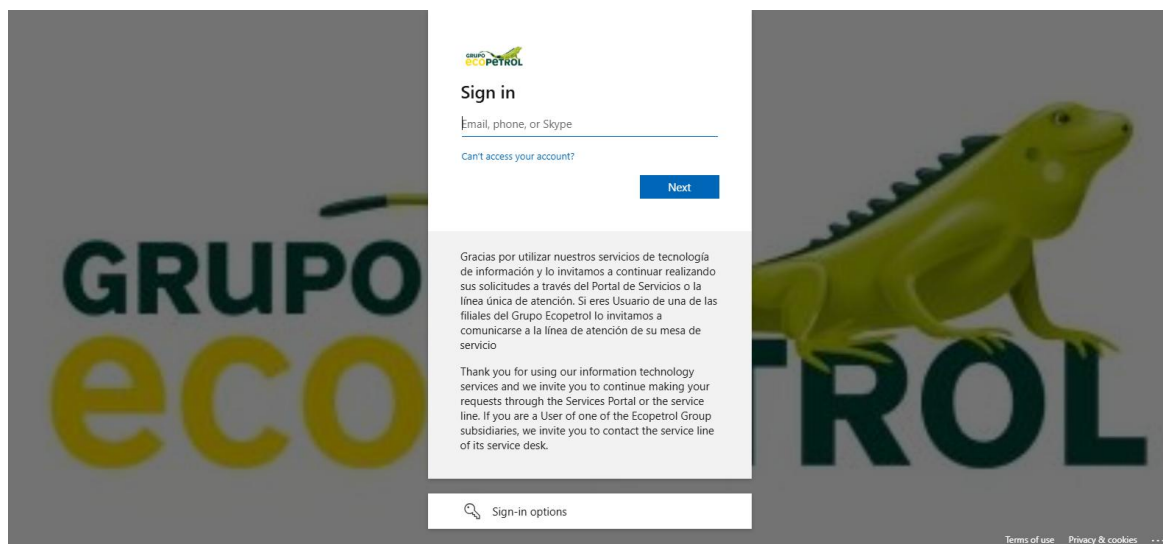 GRUPO
ecoPETROL
Sign in
Email, phone, or Skype
Can't access your account?
Next
Gracias por utilizar nuestros servicios de tecnología
de información y lo invitamos a continuar realizando
sus solicitudes a través del Portal de Servicios o la
línea única de atención. Si eres Usuario de una de las
filiales del Grupo Ecopetrol lo invitamos a
comunicarse a la línea de atención de su mesa de
servicio
Thank you for using our information technology
services and we invite you to continue making your
requests through the Services Portal or the service
line. If you are a User of one of the Ecopetrol Group
subsidiaries, we invite you to contact the service line
of its service desk.
Sign-in options
GRUPO
eco TROL
Terms of use Privacy & cookies ...